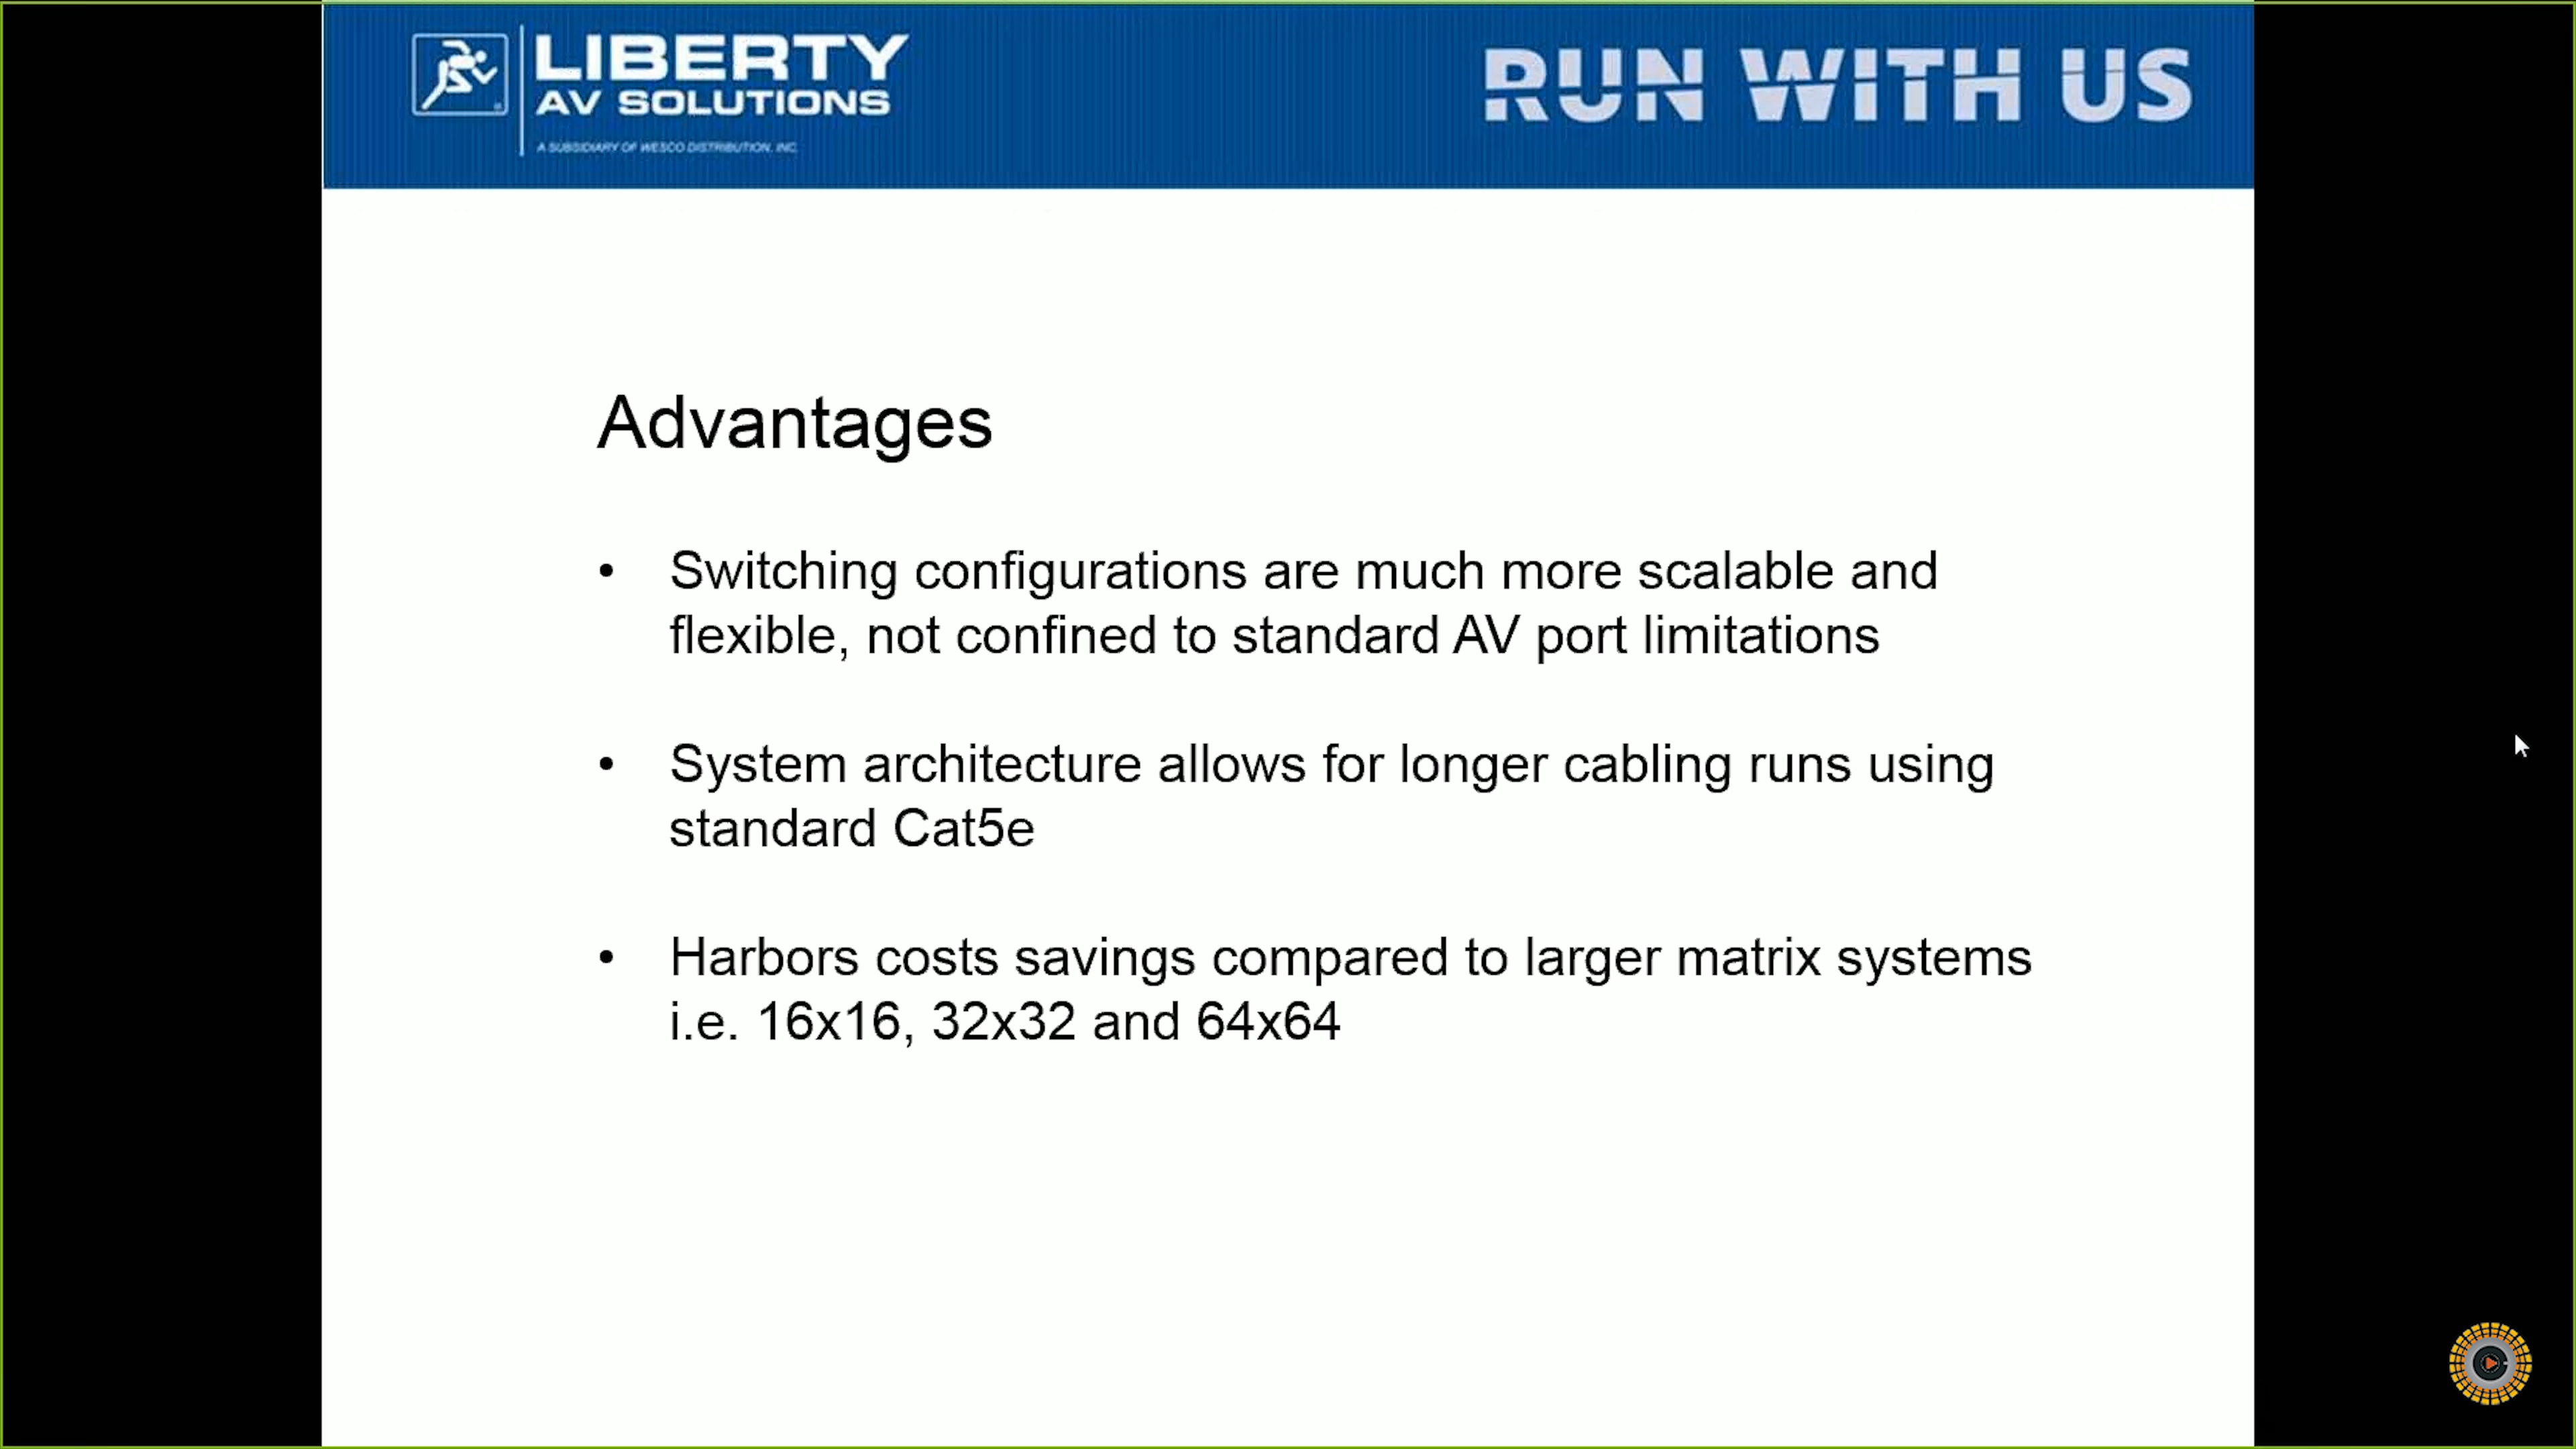 LIBERTY
AV SOLUTIONS
A SUBSIDIARY OF WESCO DISTRIBUTION, INC.
RUN WITH US
Advantages
• Switching configurations are much more scalable and
flexible, not confined to standard AV port limitations
• System architecture allows for longer cabling runs using
standard Cat5e
• Harbors costs savings compared to larger matrix systems
i.e. 16x16, 32x32 and 64x64